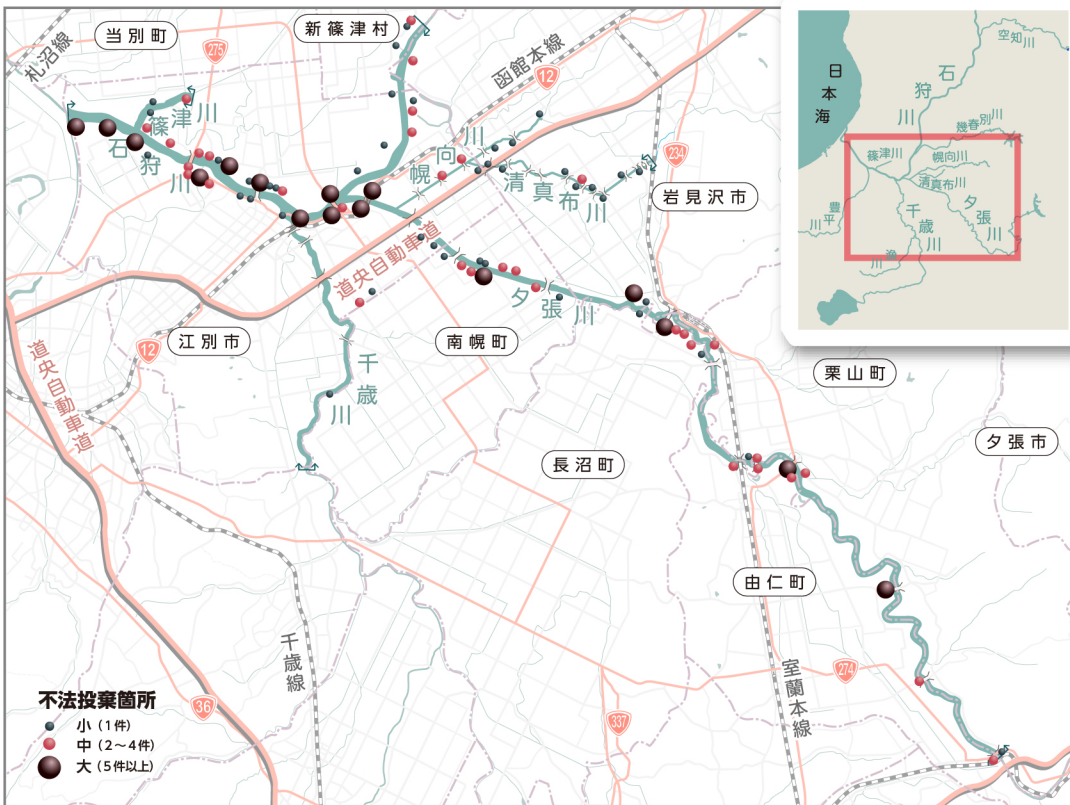 当別町
新篠津村
札沼線
275
函館本線
12
篠津川
石狩川
幌向川
清真布川
234
岩見沢市
道央自動車道
夕張川
江別市
12
南幌町
千歳川
道央自動車道
栗山町
長沼町
夕張市
由仁町
千歳線
室蘭本線
274
36
337
不法投棄箇所
小(1件)
中(2〜4件)
大(5件以上)
日本海
空知川
石狩川
幾春別川
篠津川
幌向川
清真布川
豊平川
千歳川
夕張川
漁川